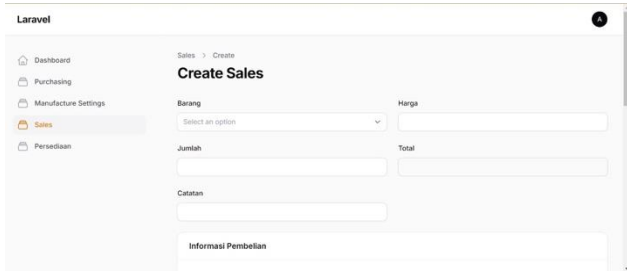 Laravel
A
Dashboard
Purchasing
Manufacture Settings
Sales
Persediaan
Sales > Create
Create Sales
Barang
Select an option
Harga
Jumlah
Total
Catatan
Informasi Pembelian